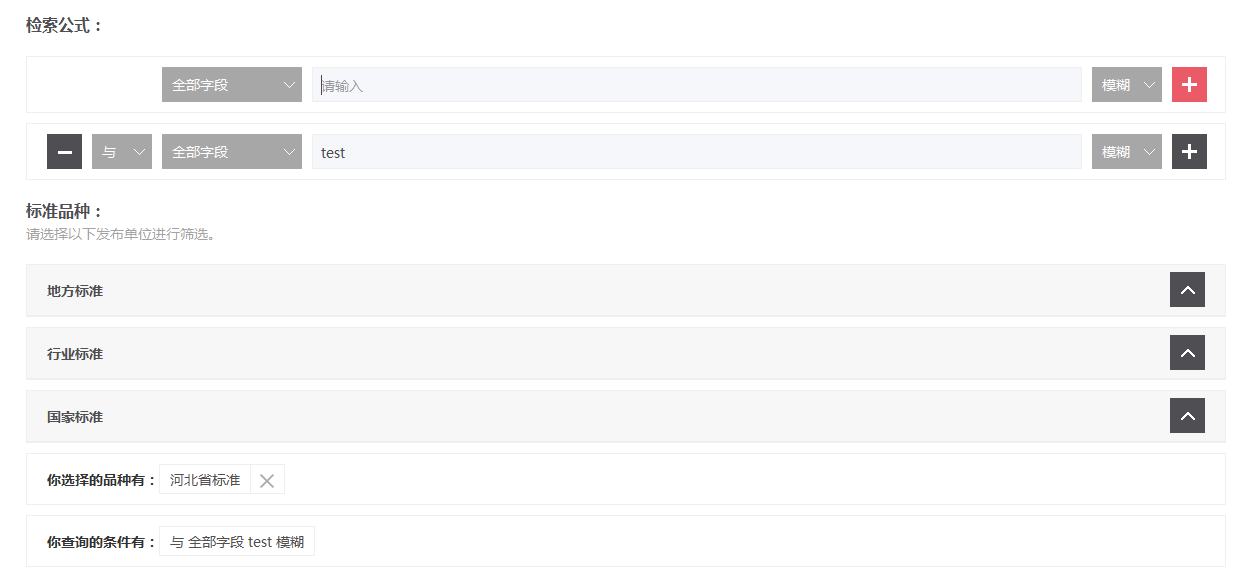 检索公式：
全部字段 请输入 模糊
与 全部字段 test 模糊
标准品种：
请选择以下发布单位进行筛选。
地方标准
行业标准
国家标准
你选择的品种有： 河北省标准
你查询的条件有： 与 全部字段 test 模糊